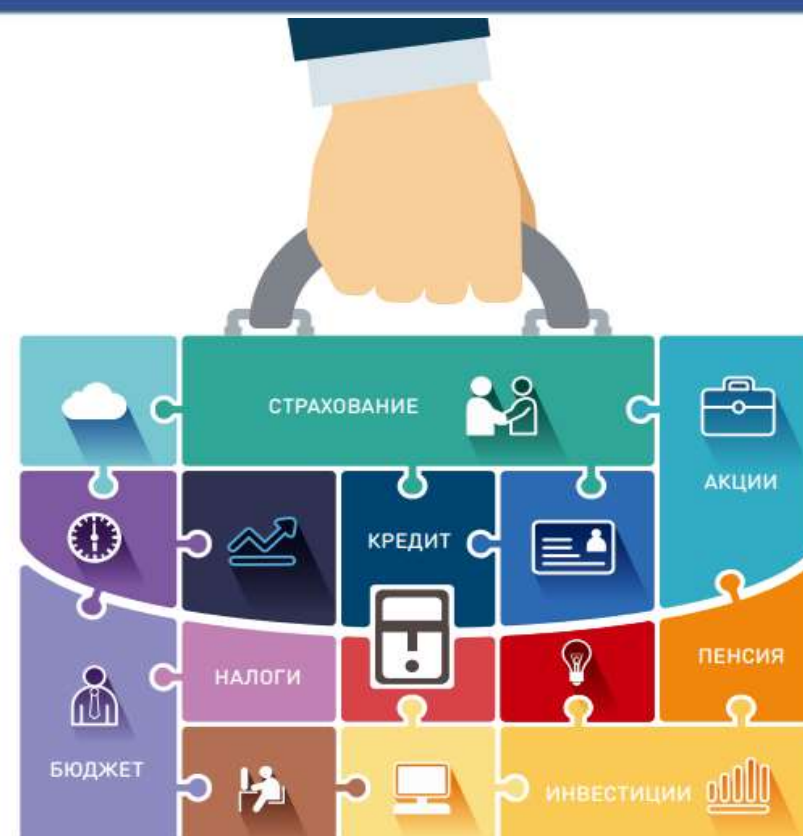 СТРАХОВАНИЕ
АКЦИИ
КРЕДИТ
НАЛОГИ
ПЕНСИЯ
БЮДЖЕТ
ИНВЕСТИЦИИ